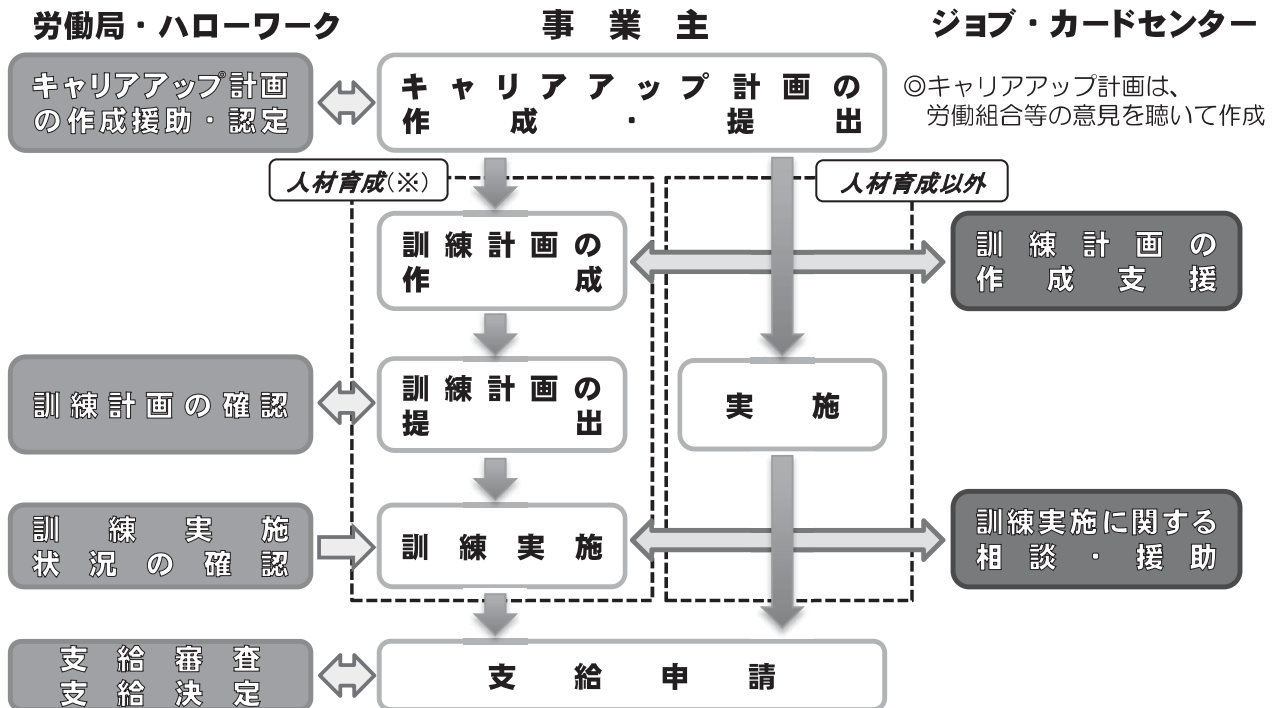 労働局・ハローワーク
事業主
ジョブ・カードセンター
キャリアアップ計画
の作成援助・認定
キャリアアップ計画の
作成・提出
◎キャリアアップ計画は、
労働組合等の意見を聴いて作成
人材育成(※)
人材育成以外
訓練計画の
作成
訓練計画の
作成支援
訓練計画の確認
訓練計画の
提出
実施
訓練実施
状況の確認
訓練実施
訓練実施に関する
相談・援助
支給審査
支給決定
支給申請